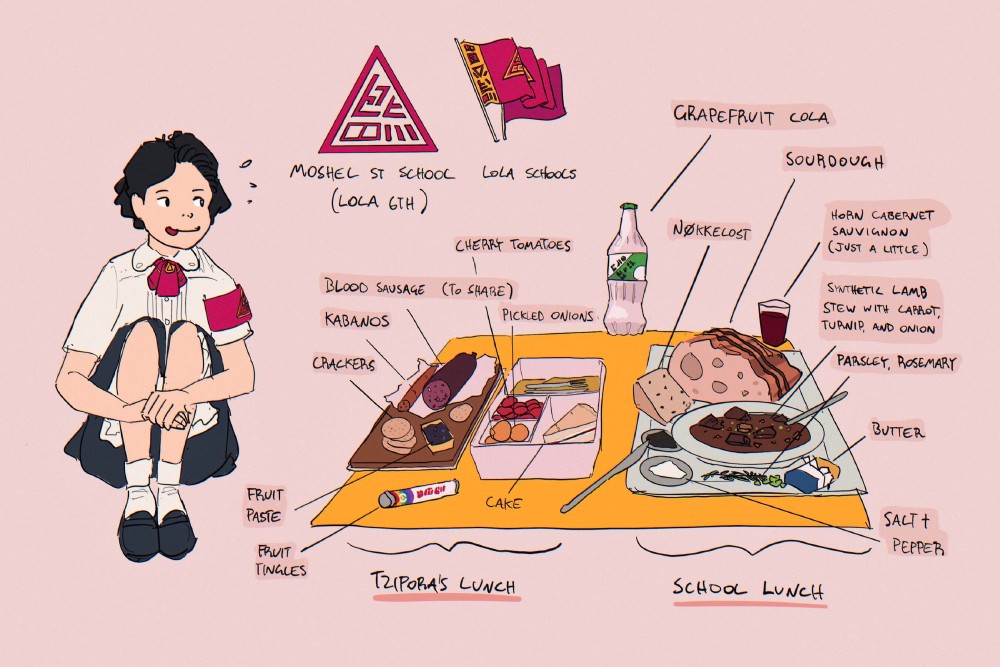 MOSHEL ST SCHOOL
(LOLA 6TH)
LOLA SCHOOLS
GRAPEFRUIT COLA
SOURDOUGH
NØKKELOST
HORN CABERNET
SAUVIGNON
(JUST A LITTLE)
CHERRY TOMATOES
BLOOD SAUSAGE (TO SHARE)
KABANOS
PICKLED ONIONS
CRACKERS
SYNTHETIC LAMB
STEW WITH CARROT,
TURNIP, AND ONION
PARSLEY, ROSEMARY
BUTTER
FRUIT
PASTE
CAKE
SALT +
PEPPER
FRUIT
TINGLES
TZIPORA'S LUNCH
SCHOOL LUNCH